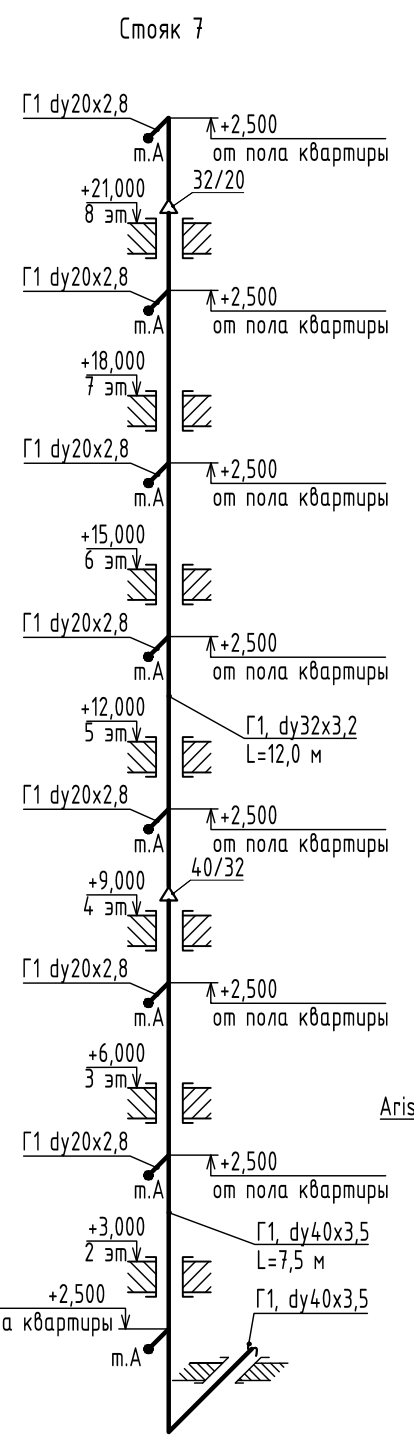 Стояк 7
Г1 dy20x2,8
+2,500
т.А
от пола квартиры
32/20
+21,000
8 эт
Г1 dy20x2,8
+2,500
т.А
от пола квартиры
+18,000
7 эт
Г1 dy20x2,8
+2,500
т.А
от пола квартиры
+15,000
6 эт
Г1 dy20x2,8
+2,500
т.А
от пола квартиры
+12,000
5 эт
Г1, dy32x3,2
L=12,0 м
Г1 dy20x2,8
+2,500
т.А
от пола квартиры
40/32
+9,000
4 эт
Г1 dy20x2,8
+2,500
т.А
от пола квартиры
+6,000
3 эт
Aris
Г1 dy20x2,8
+2,500
т.А
от пола квартиры
+3,000
2 эт
Г1, dy40x3,5
L=7,5 м
+2,500
а квартиры
Г1, dy40x3,5
т.А